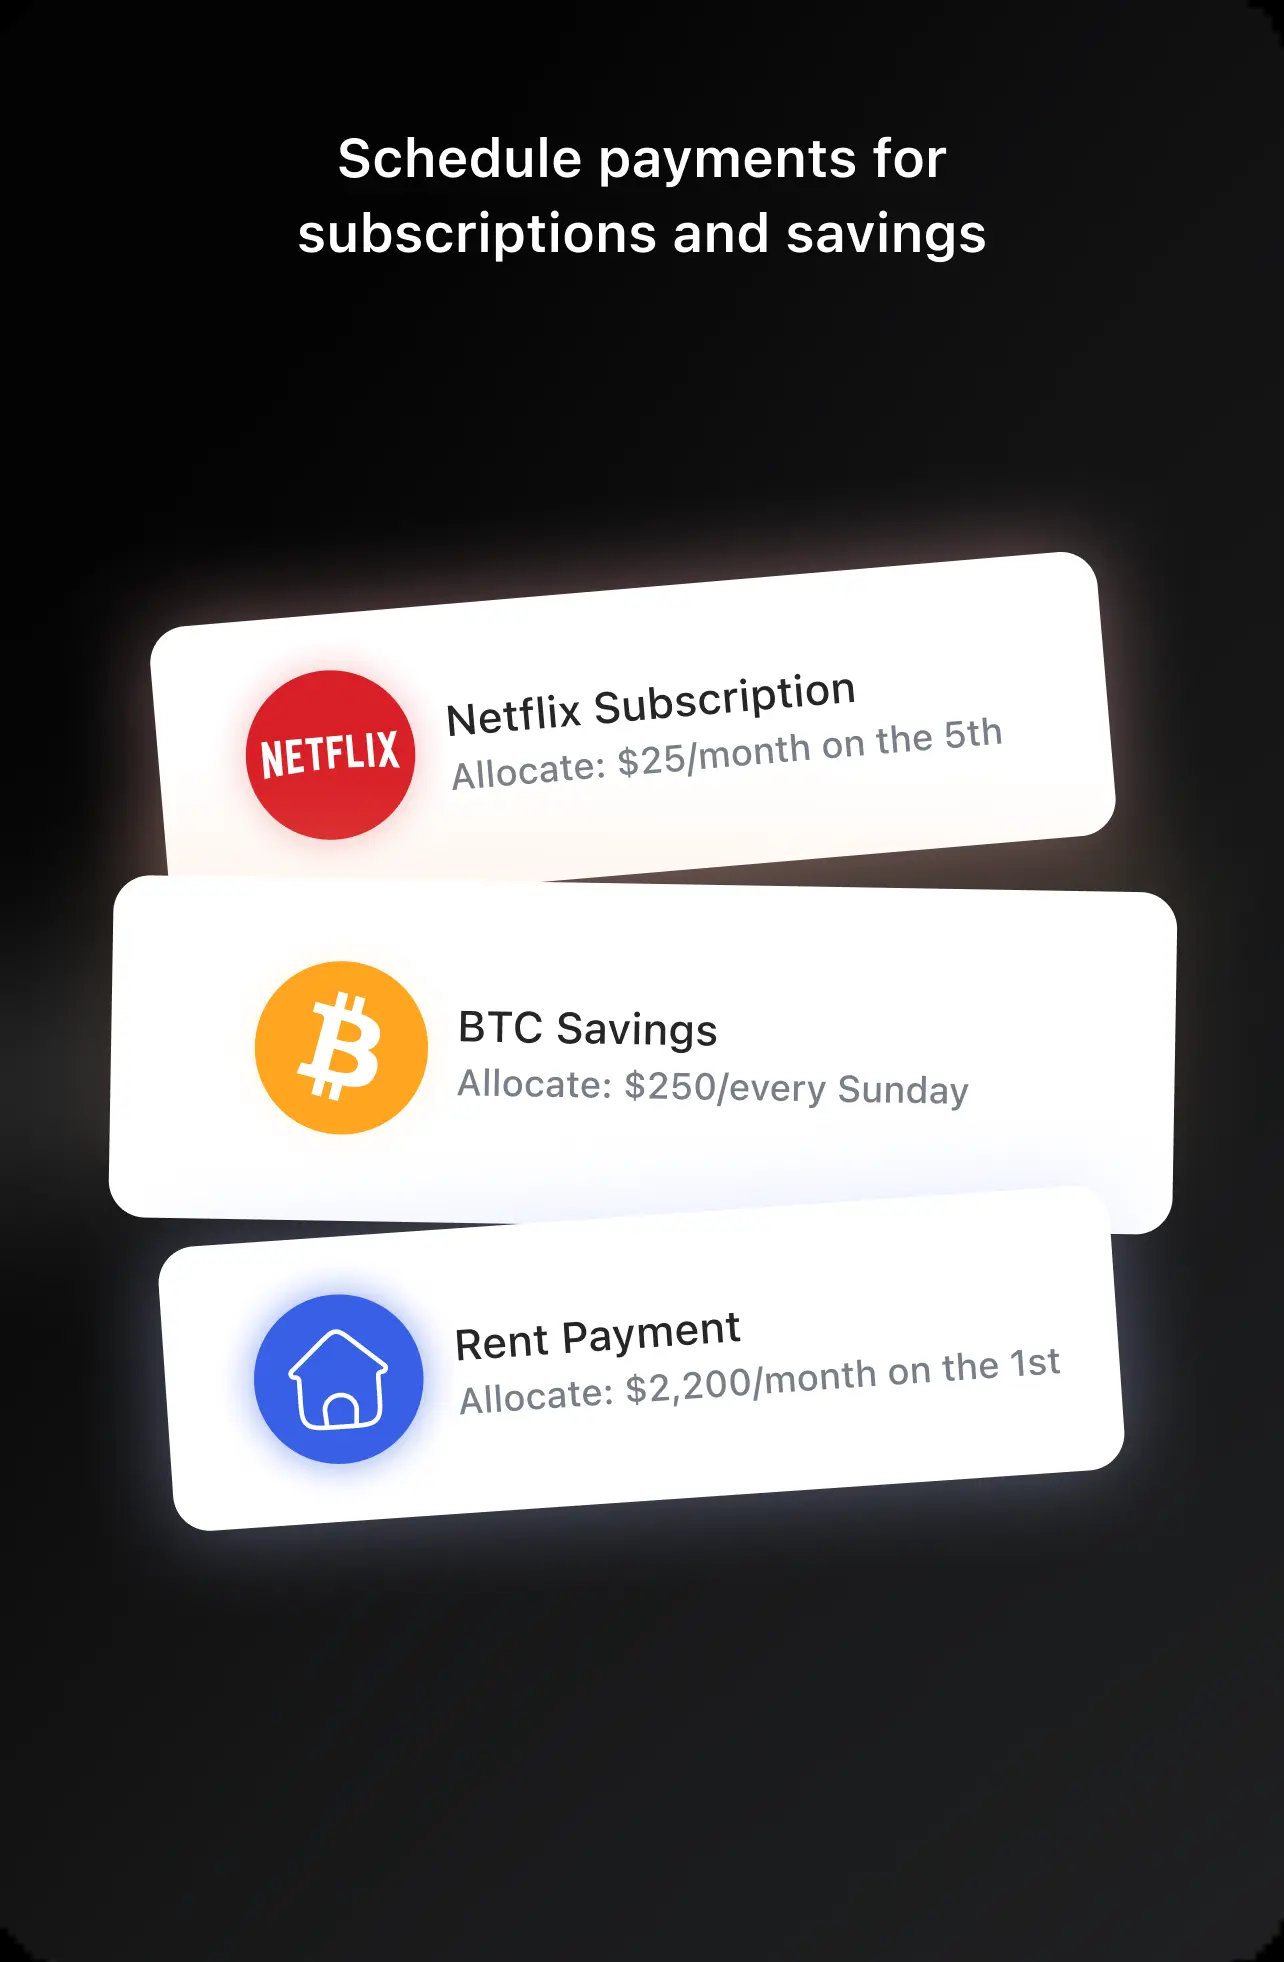 Schedule payments for
subscriptions and savings
NETFLIX
Netflix Subscription
Allocate: $25/month on the 5th
BTC Savings
Allocate: $250/every Sunday
Rent Payment
Allocate: $2,200/month on the 1st